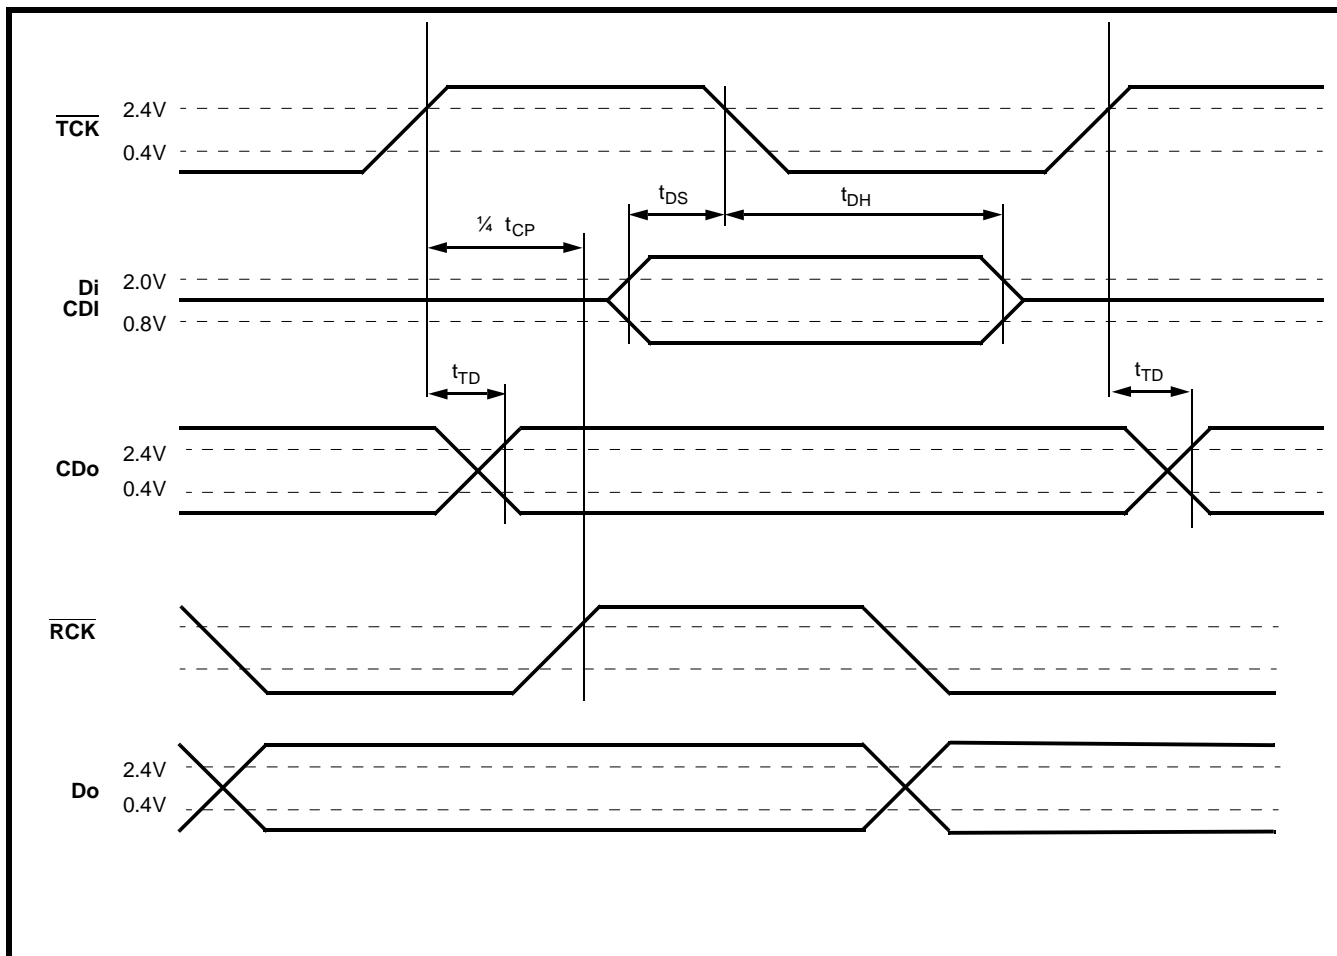 2.4V
TCK
0.4V
tDS
tDH
¼ tCP
Di
CDI
2.0V
0.8V
tTD
tTD
CDo
2.4V
0.4V
RCK
Do
2.4V
0.4V